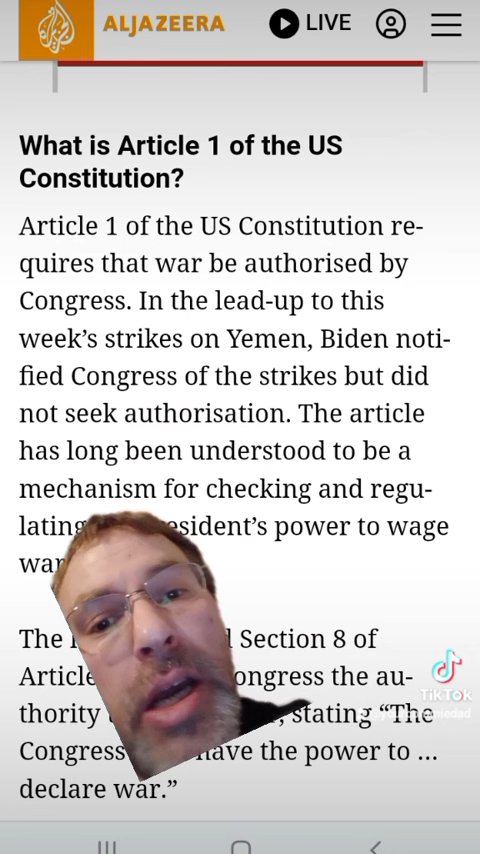 ALJAZEERA
LIVE
What is Article 1 of the US
Constitution?
Article 1 of the US Constitution re-
quires that war be authorised by
Congress. In the lead-up to this
week’s strikes on Yemen, Biden noti-
fied Congress of the strikes but did
not seek authorisation. The article
has long been understood to be a
mechanism for checking and regu-
lating esident’s power to wage
war
The Section 8 of
Article ongress the au-
thority stating “The
Congress have the power to ...
declare war.”
TikTok